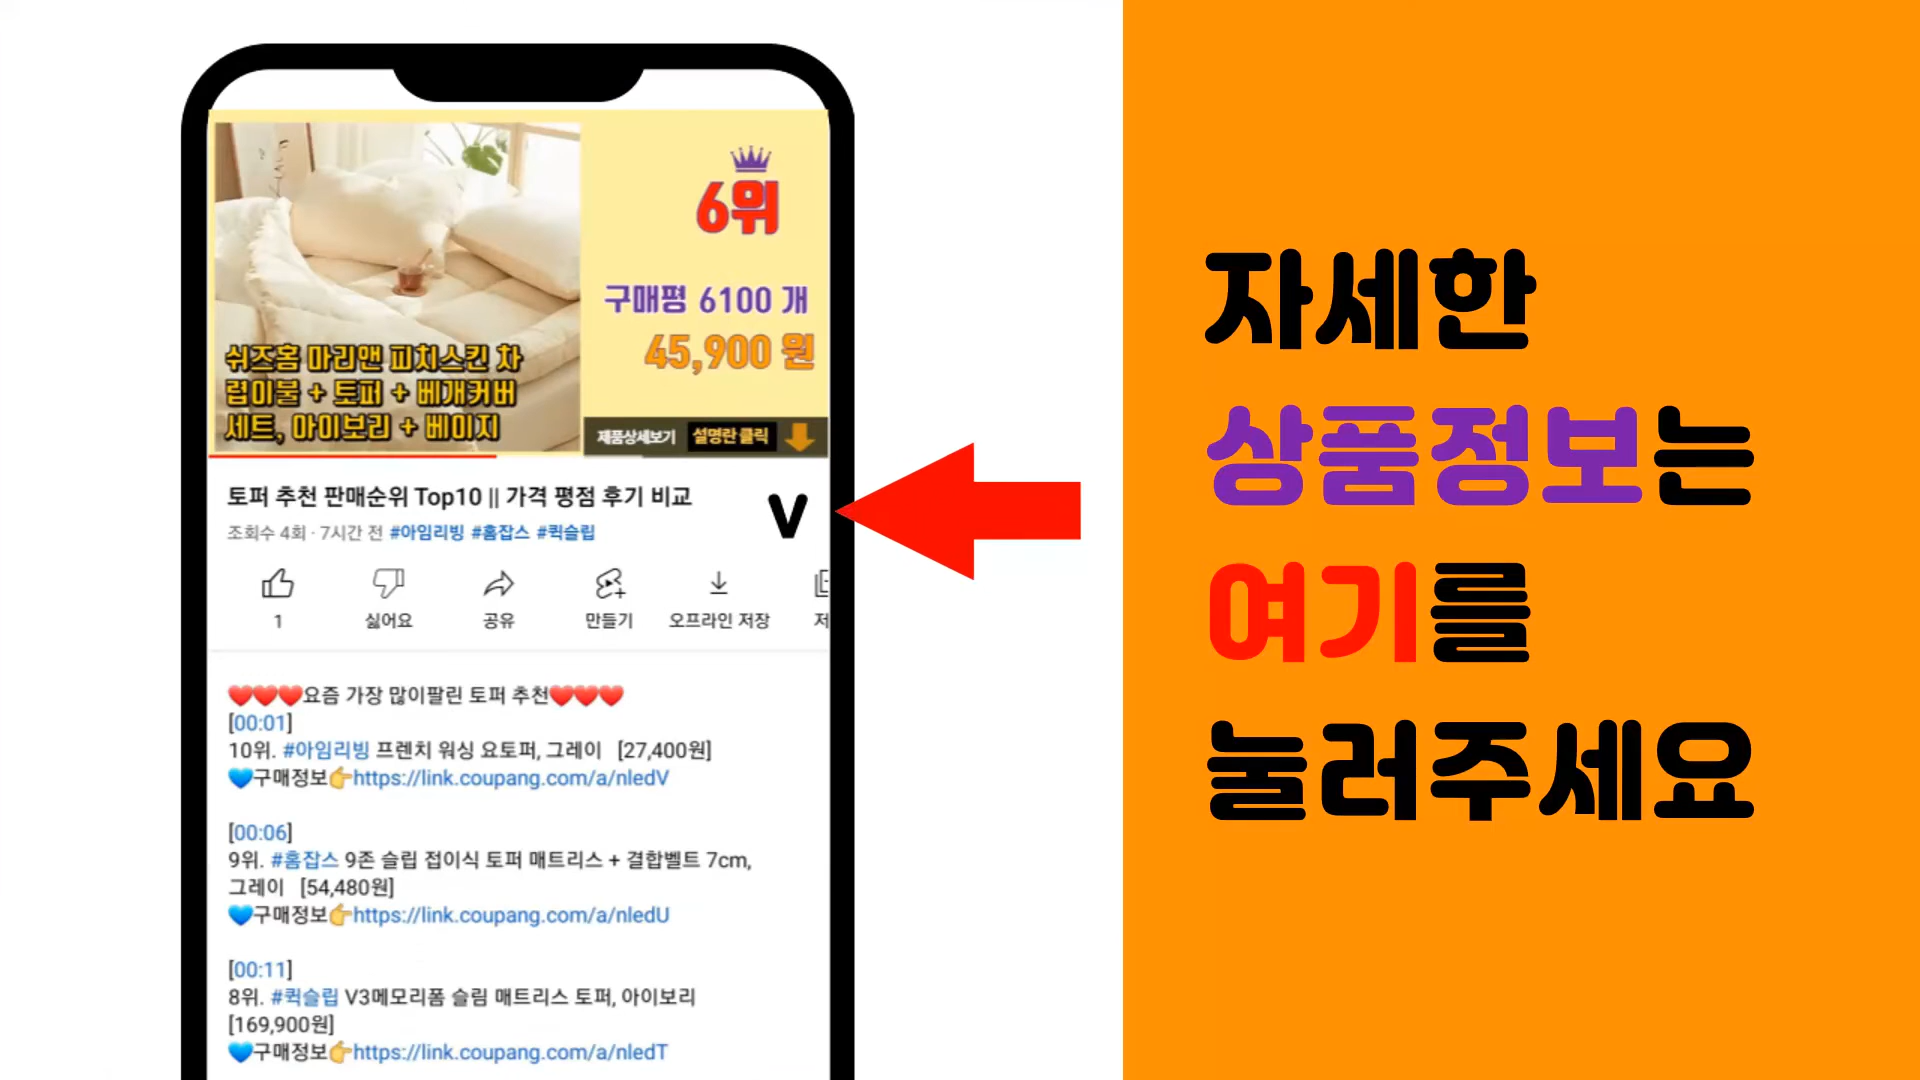 6위
구매평 6100 개
45,900 원
쉬즈홈 마리앤 피치스킨 차
렵이불 + 토퍼 + 베개커버
세트, 아이보리 + 베이지
제품상세보기 설명란 클릭
토퍼 추천 판매순위 Top10 || 가격 평점 후기 비교
V
조회수 4회 · 7시간 전 #아임리빙 #홈잡스 #퀵슬립
1 싫어요 공유 만들기 오프라인 저장 저
❤️❤️❤️요즘 가장 많이팔린 토퍼 추천❤️❤️❤️
[00:01]
10위. #아임리빙 프렌치 워싱 요토퍼, 그레이 [27,400원]
💙구매정보👉https://link.coupang.com/a/nledV
[00:06]
9위. #홈잡스 9존 슬립 접이식 토퍼 매트리스 + 결합벨트 7cm,
그레이 [54,480원]
💙구매정보👉https://link.coupang.com/a/nledU
[00:11]
8위. #퀵슬립 V3메모리폼 슬림 매트리스 토퍼, 아이보리
[169,900원]
💙구매정보👉https://link.coupang.com/a/nledT
자세한
상품정보는
여기를
눌러주세요